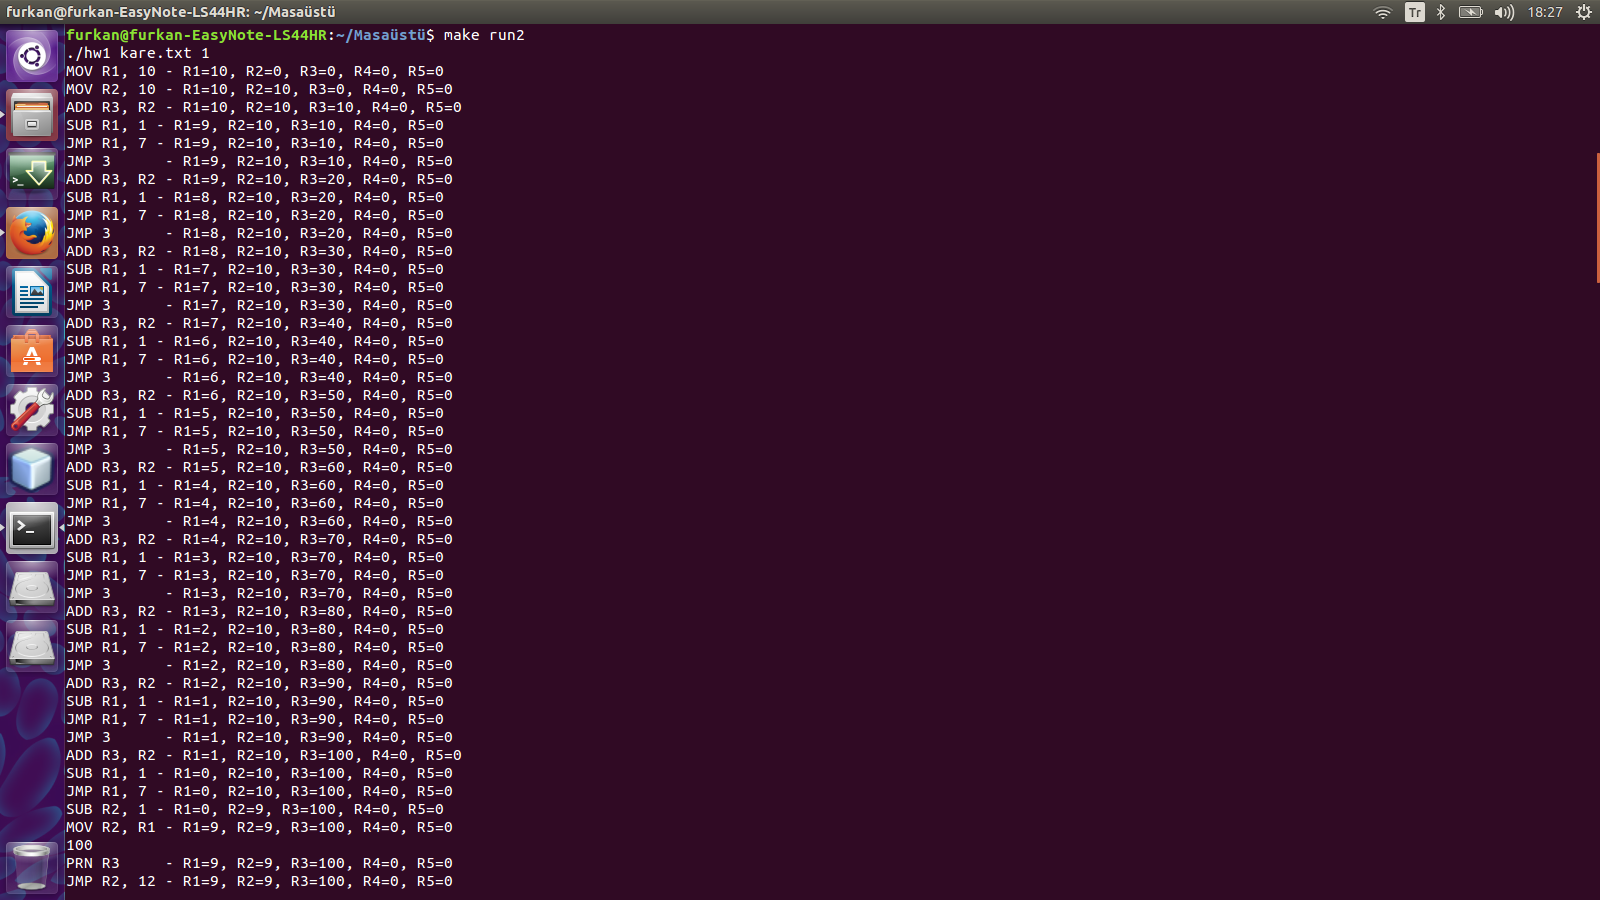 furkan@furkan-EasyNote-LS44HR: ~/Masaüstü
Tr
18:27
furkan@furkan-EasyNote-LS44HR:~/Masaüstü$ make run2
./hw1 kare.txt 1
MOV R1, 10 - R1=10, R2=0, R3=0, R4=0, R5=0
MOV R2, 10 - R1=10, R2=10, R3=0, R4=0, R5=0
ADD R3, R2 - R1=10, R2=10, R3=10, R4=0, R5=0
SUB R1, 1 - R1=9, R2=10, R3=10, R4=0, R5=0
JMP R1, 7 - R1=9, R2=10, R3=10, R4=0, R5=0
JMP 3      - R1=9, R2=10, R3=10, R4=0, R5=0
ADD R3, R2 - R1=9, R2=10, R3=20, R4=0, R5=0
SUB R1, 1 - R1=8, R2=10, R3=20, R4=0, R5=0
JMP R1, 7 - R1=8, R2=10, R3=20, R4=0, R5=0
JMP 3      - R1=8, R2=10, R3=20, R4=0, R5=0
ADD R3, R2 - R1=8, R2=10, R3=30, R4=0, R5=0
SUB R1, 1 - R1=7, R2=10, R3=30, R4=0, R5=0
JMP R1, 7 - R1=7, R2=10, R3=30, R4=0, R5=0
JMP 3      - R1=7, R2=10, R3=30, R4=0, R5=0
ADD R3, R2 - R1=7, R2=10, R3=40, R4=0, R5=0
SUB R1, 1 - R1=6, R2=10, R3=40, R4=0, R5=0
JMP R1, 7 - R1=6, R2=10, R3=40, R4=0, R5=0
JMP 3      - R1=6, R2=10, R3=40, R4=0, R5=0
ADD R3, R2 - R1=6, R2=10, R3=50, R4=0, R5=0
SUB R1, 1 - R1=5, R2=10, R3=50, R4=0, R5=0
JMP R1, 7 - R1=5, R2=10, R3=50, R4=0, R5=0
JMP 3      - R1=5, R2=10, R3=50, R4=0, R5=0
ADD R3, R2 - R1=5, R2=10, R3=60, R4=0, R5=0
SUB R1, 1 - R1=4, R2=10, R3=60, R4=0, R5=0
JMP R1, 7 - R1=4, R2=10, R3=60, R4=0, R5=0
JMP 3      - R1=4, R2=10, R3=60, R4=0, R5=0
ADD R3, R2 - R1=4, R2=10, R3=70, R4=0, R5=0
SUB R1, 1 - R1=3, R2=10, R3=70, R4=0, R5=0
JMP R1, 7 - R1=3, R2=10, R3=70, R4=0, R5=0
JMP 3      - R1=3, R2=10, R3=70, R4=0, R5=0
ADD R3, R2 - R1=3, R2=10, R3=80, R4=0, R5=0
SUB R1, 1 - R1=2, R2=10, R3=80, R4=0, R5=0
JMP R1, 7 - R1=2, R2=10, R3=80, R4=0, R5=0
JMP 3      - R1=2, R2=10, R3=80, R4=0, R5=0
ADD R3, R2 - R1=2, R2=10, R3=90, R4=0, R5=0
SUB R1, 1 - R1=1, R2=10, R3=90, R4=0, R5=0
JMP R1, 7 - R1=1, R2=10, R3=90, R4=0, R5=0
JMP 3      - R1=1, R2=10, R3=90, R4=0, R5=0
ADD R3, R2 - R1=1, R2=10, R3=100, R4=0, R5=0
SUB R1, 1 - R1=0, R2=10, R3=100, R4=0, R5=0
JMP R1, 7 - R1=0, R2=10, R3=100, R4=0, R5=0
SUB R2, 1 - R1=0, R2=9, R3=100, R4=0, R5=0
MOV R2, R1 - R1=9, R2=9, R3=100, R4=0, R5=0
100
PRN R3     - R1=9, R2=9, R3=100, R4=0, R5=0
JMP R2, 12 - R1=9, R2=9, R3=100, R4=0, R5=0